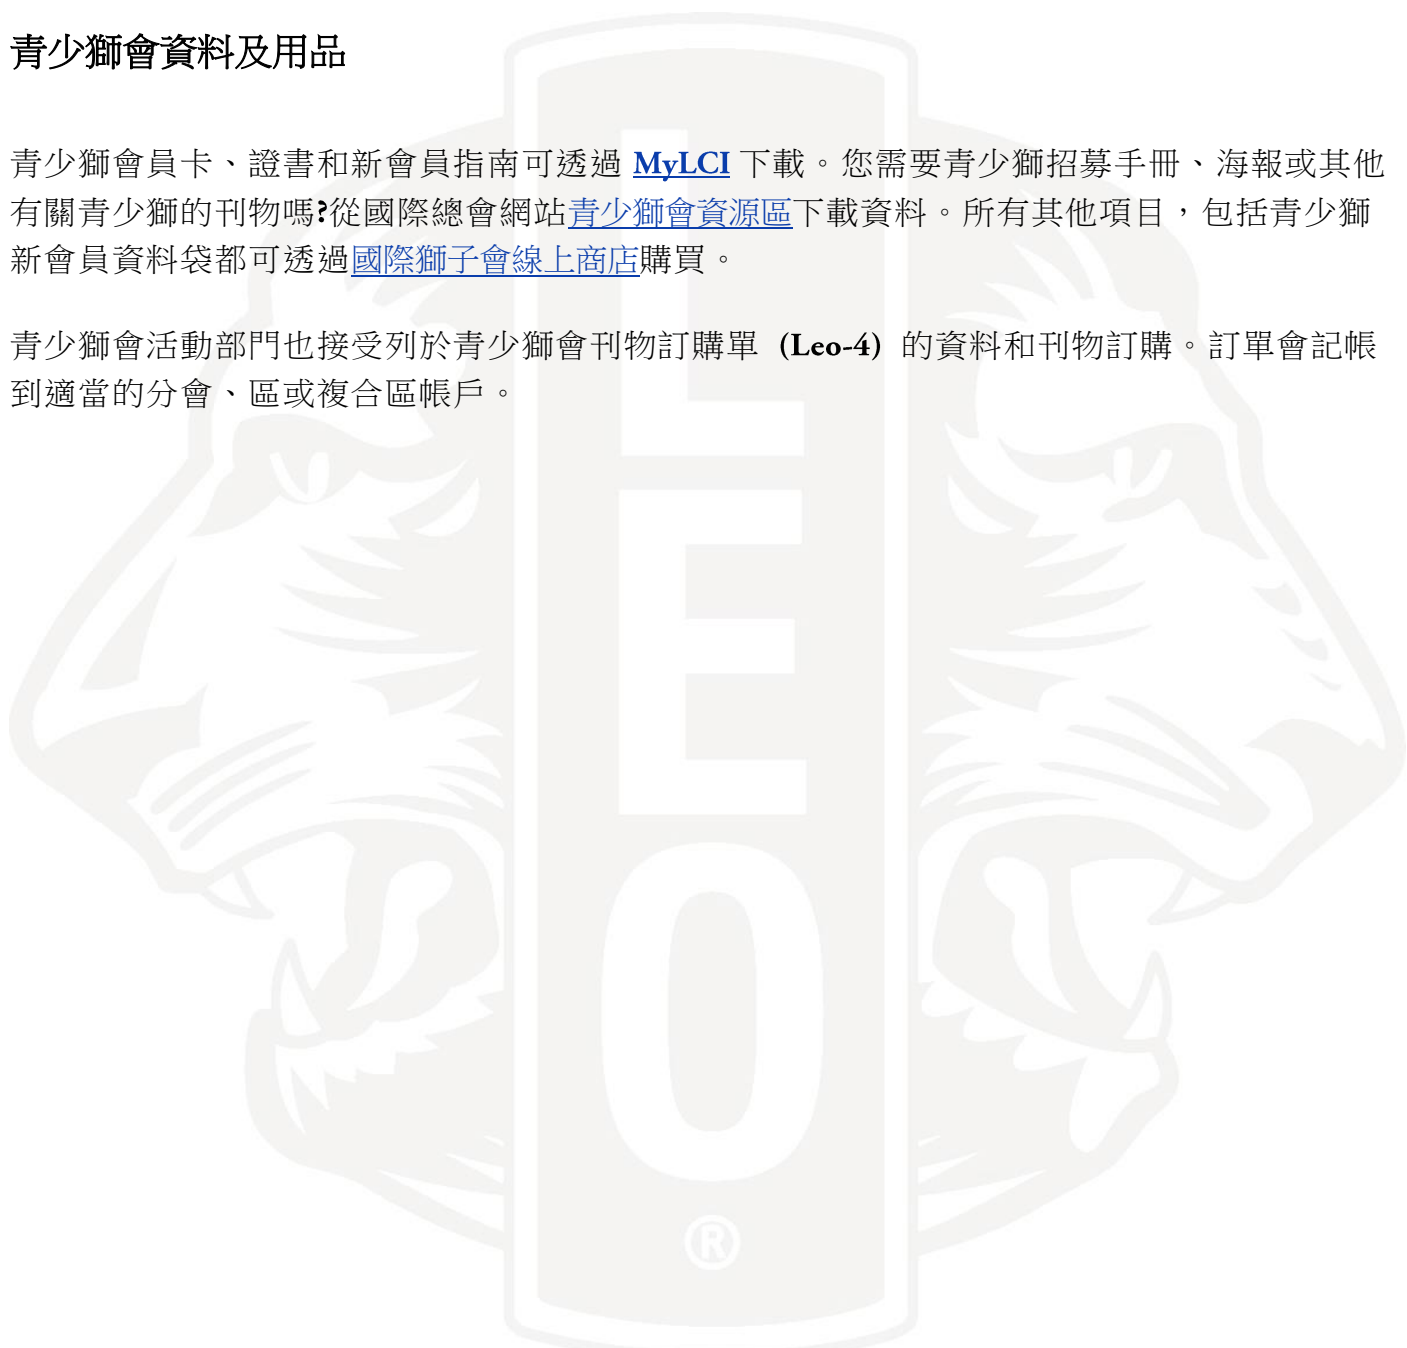 青少獅會資料及用品
青少獅會員卡、證書和新會員指南可透過 MyLCI 下載。您需要青少獅招募手冊、海報或其他
有關青少獅的刊物嗎?從國際總會網站青少獅會資源區下載資料。所有其他項目，包括青少獅
新會員資料袋都可透過國際獅子會線上商店購買。
青少獅會活動部門也接受列於青少獅會刊物訂購單 (Leo-4) 的資料和刊物訂購。訂單會記帳
到適當的分會、區或複合區帳戶。
L
E
O
®